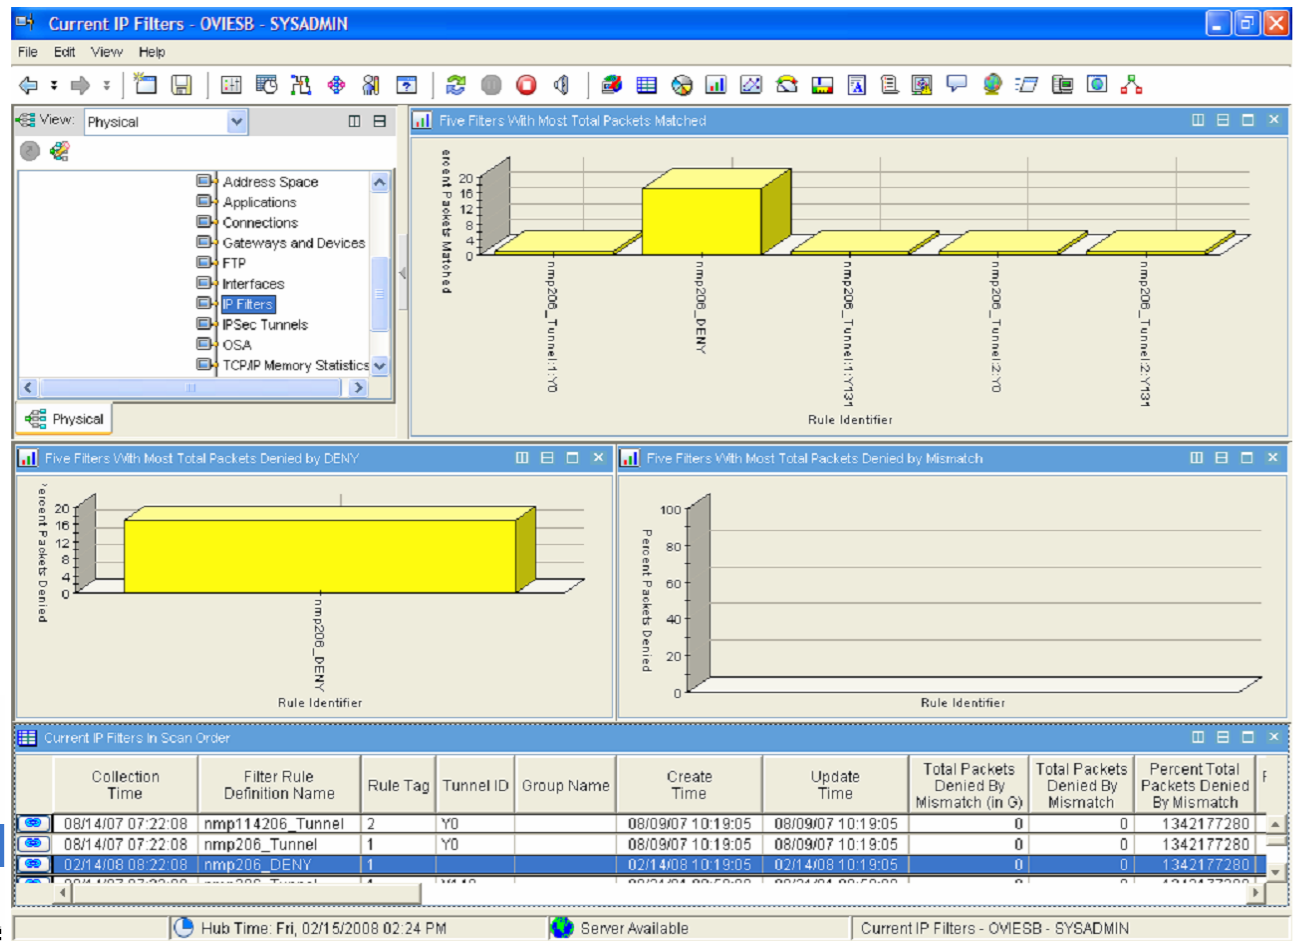 Current IP Filters - OVIESB - SYSADMIN
File Edit View Help
View: Physical
Address Space
Applications
Connections
Gateways and Devices
FTP
Interfaces
IP Filters
IPSec Tunnels
OSA
TCP/IP Memory Statistics
Physical
Five Filters With Most Total Packets Matched
ercent Packets Matched
20
16
12
8
4
0
nmp206_Tunnel:1:Y0
nmp206_DENY
nmp206_Tunnel:1:Y131
nmp206_Tunnel:2:Y0
nmp206_Tunnel:2:Y131
Rule Identifier
Five Filters With Most Total Packets Denied by DENY
ercent Packets Denied
20
16
12
8
4
0
nmp206_DENY
Rule Identifier
Five Filters With Most Total Packets Denied by Mismatch
Percent Packets Denied
100
80
60
40
20
0
Rule Identifier
Current IP Filters In Scan Order
Collection Time Filter Rule Definition Name Rule Tag Tunnel ID Group Name Create Time Update Time Total Packets Denied By Mismatch (in G) Total Packets Denied By Mismatch Percent Total Packets Denied By Mismatch
08/14/07 07:22:08 nmp114206_Tunnel 2 Y0 08/09/07 10:19:05 08/09/07 10:19:05 0 0 1342177280
08/14/07 07:22:08 nmp206_Tunnel 1 Y0 08/09/07 10:19:05 08/09/07 10:19:05 0 0 1342177280
02/14/08 08:22:08 nmp206_DENY 1 02/14/08 10:19:05 02/14/08 10:19:05 0 0 1342177280
Hub Time: Fri, 02/15/2008 02:24 PM Server Available Current IP Filters - OVIESB - SYSADMIN